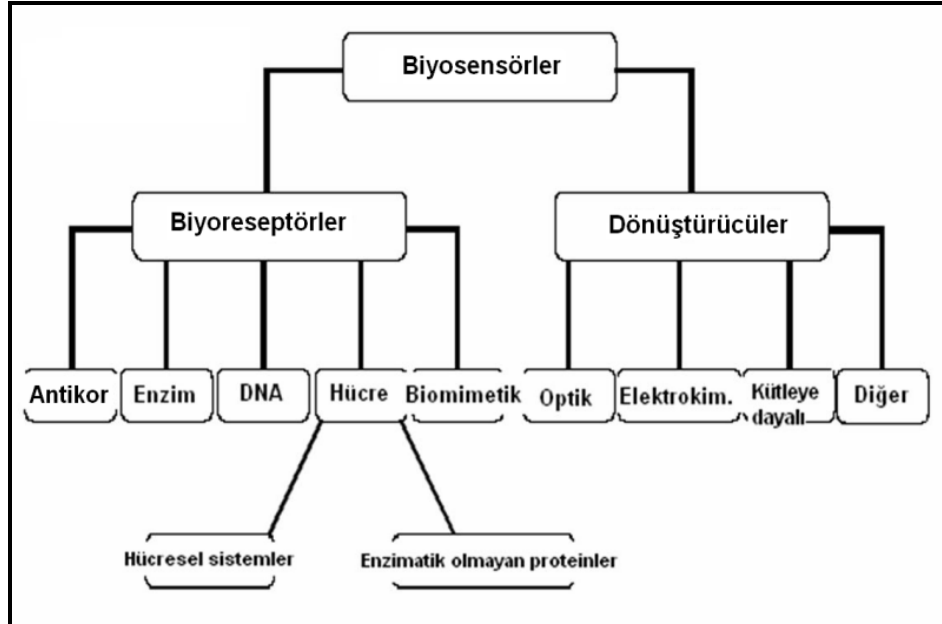 Biyosensörler
Biyoreseptörler
Dönüştürücüler
Antikor
Enzim
DNA
Hücre
Biomimetik
Optik
Elektrokim.
Kütleye
dayalı
Diğer
Hücresel sistemler
Enzimatik olmayan proteinler